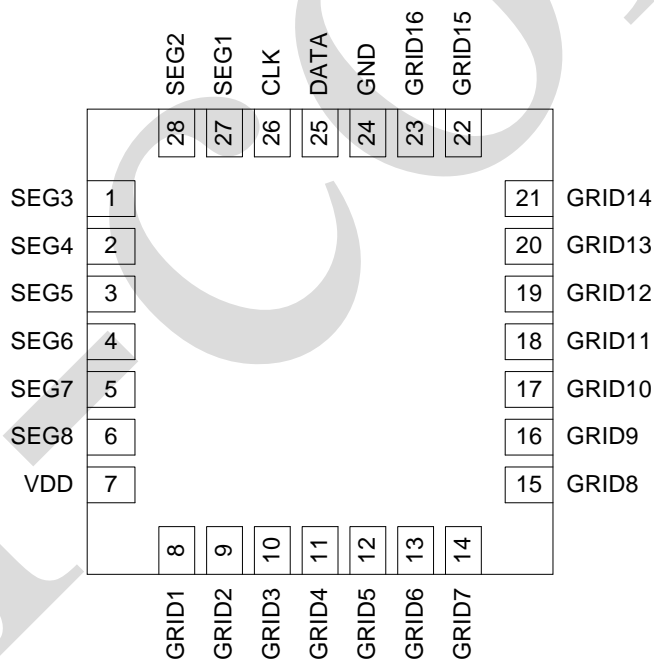 SEG2 SEG1 CLK DATA GND GRID16 GRID15
28 27 26 25 24 23 22
SEG3 1 21 GRID14
SEG4 2 20 GRID13
SEG5 3 19 GRID12
SEG6 4 18 GRID11
SEG7 5 17 GRID10
SEG8 6 16 GRID9
VDD 7 15 GRID8
8 9 10 11 12 13 14
GRID1 GRID2 GRID3 GRID4 GRID5 GRID6 GRID7